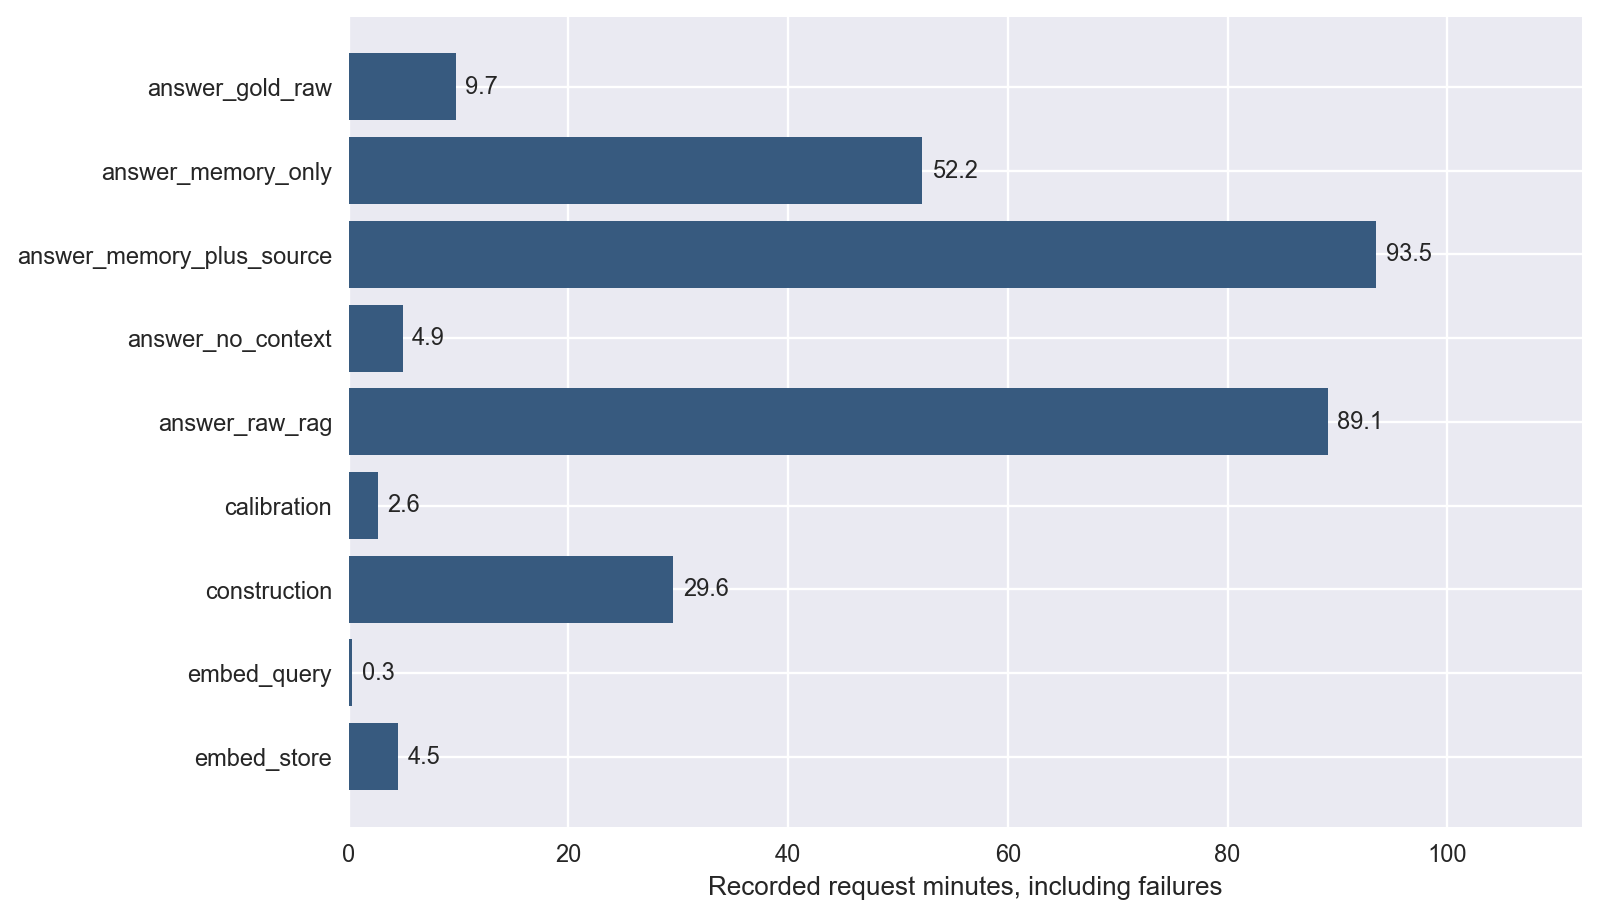 answer_gold_raw 9.7
answer_memory_only 52.2
answer_memory_plus_source 93.5
answer_no_context 4.9
answer_raw_rag 89.1
calibration 2.6
construction 29.6
embed_query 0.3
embed_store 4.5
0 20 40 60 80 100
Recorded request minutes, including failures